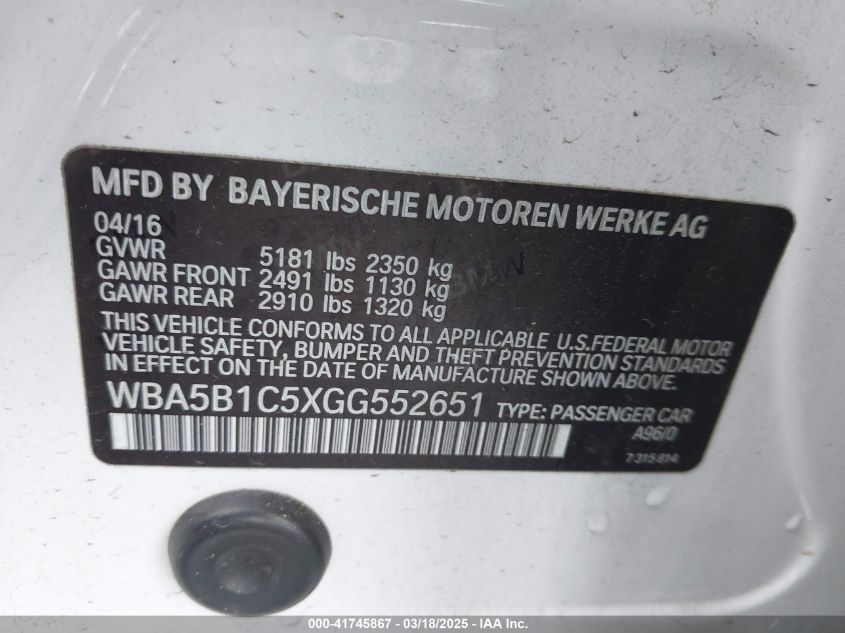 MFD BY BAYERISCHE MOTOREN WERKE AG
04/16
GVWR 5181 lbs 2350 kg
GAWR FRONT 2491 lbs 1130 kg
GAWR REAR 2910 lbs 1320 kg
THIS VEHICLE CONFORMS TO ALL APPLICABLE U.S.FEDERAL MOTOR
VEHICLE SAFETY, BUMPER AND THEFT PREVENTION STANDARDS
IN EFFECT ON THE DATE OF MANUFACTURE SHOWN ABOVE.
WBA5B1C5XGG552651 TYPE: PASSENGER CAR
A96/0
7315814
000-41745867 - 03/18/2025 - IAA Inc.